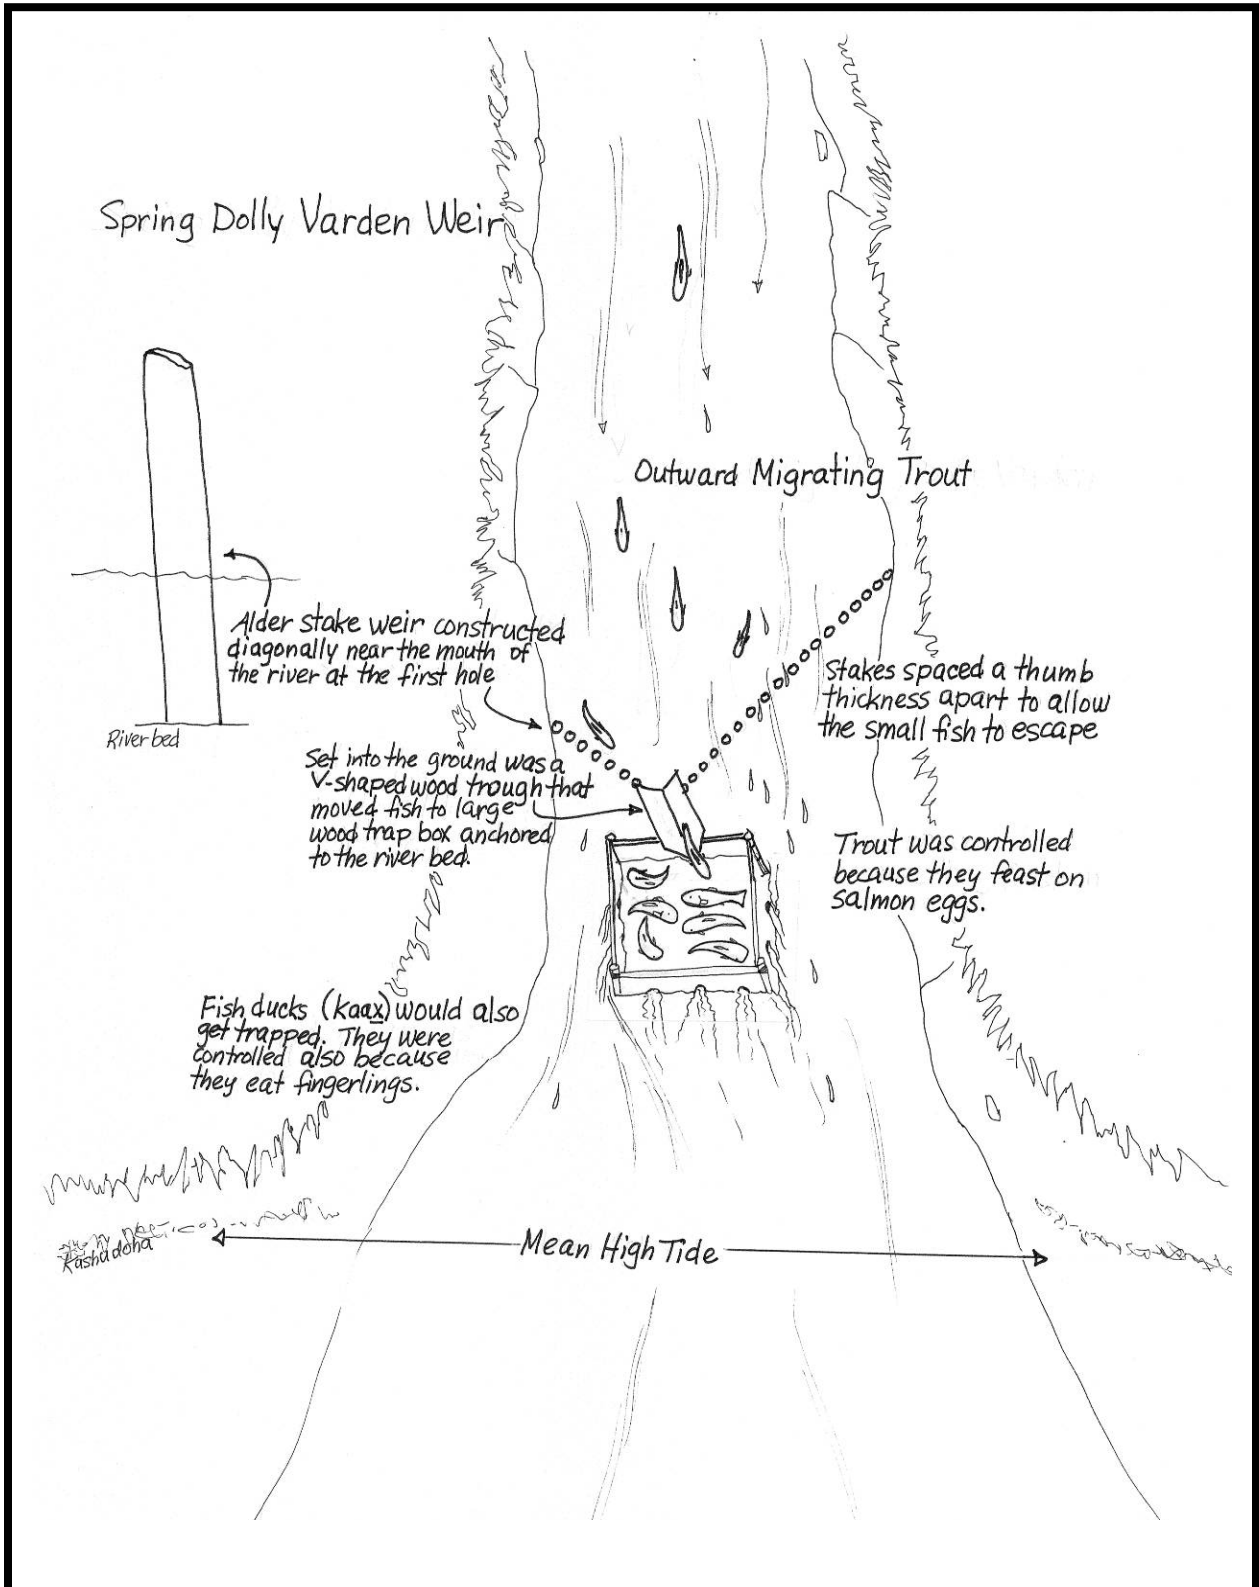 Spring Dolly Varden Weir
Outward Migrating Trout
Alder stake weir constructed
diagonally near the mouth of
the river at the first hole
River bed
Stakes spaced a thumb
thickness apart to allow
the small fish to escape
Set into the ground was a
V-shaped wood trough that
moved fish to large
wood trap box anchored
to the river bed.
Trout was controlled
because they feast on
salmon eggs.
Fish ducks (kaax̱) would also
get trapped. They were
controlled also because
they eat fingerlings.
Kashadoha
Mean High Tide